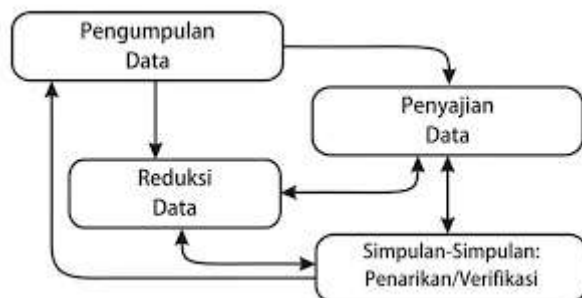 Pengumpulan
Data
Penyajian
Data
Reduksi
Data
Simpulan-Simpulan:
Penarikan/Verifikasi